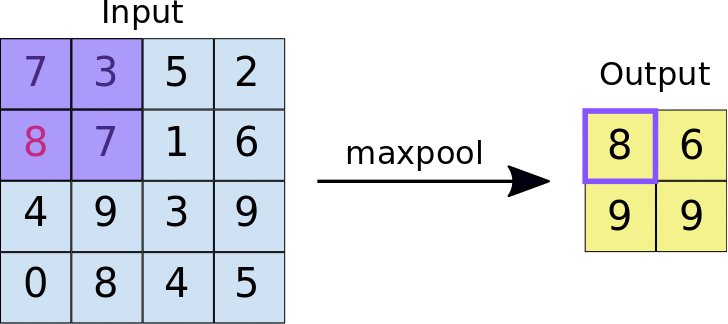 Input
7 3 5 2
8 7 1 6
4 9 3 9
0 8 4 5
maxpool
Output
8 6
9 9